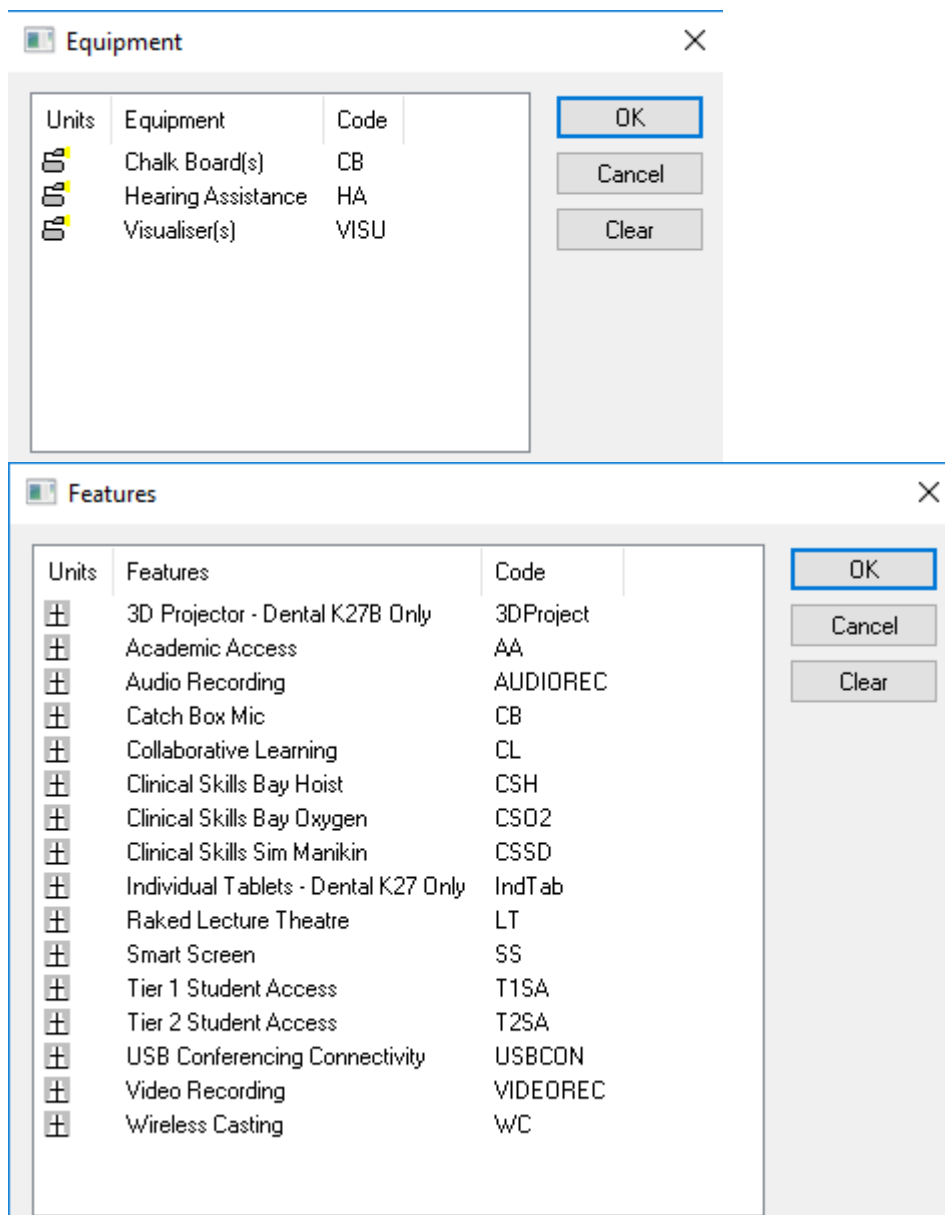 Equipment
Units Equipment Code
Chalk Board(s) CB
Hearing Assistance HA
Visualiser(s) VISU
OK
Cancel
Clear
Features
Units Features Code
3D Projector - Dental K27B Only 3DProject
Academic Access AA
Audio Recording AUDIOREC
Catch Box Mic CB
Collaborative Learning CL
Clinical Skills Bay Hoist CSH
Clinical Skills Bay Oxygen CSO2
Clinical Skills Sim Manikin CSSD
Individual Tablets - Dental K27 Only IndTab
Raked Lecture Theatre LT
Smart Screen SS
Tier 1 Student Access T1SA
Tier 2 Student Access T2SA
USB Conferencing Connectivity USBCON
Video Recording VIDEOREC
Wireless Casting WC
OK
Cancel
Clear